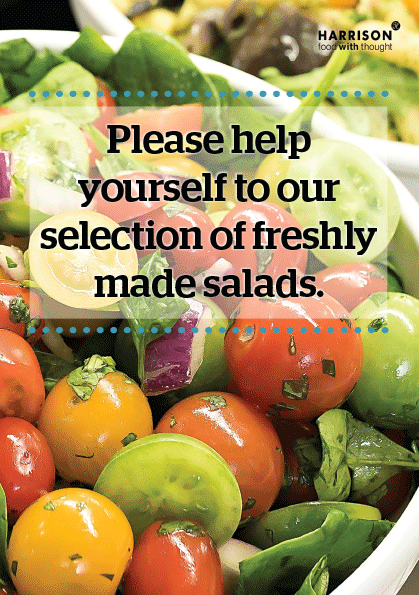 HARRISON
food with thought
Please help
yourself to our
selection of freshly
made salads.